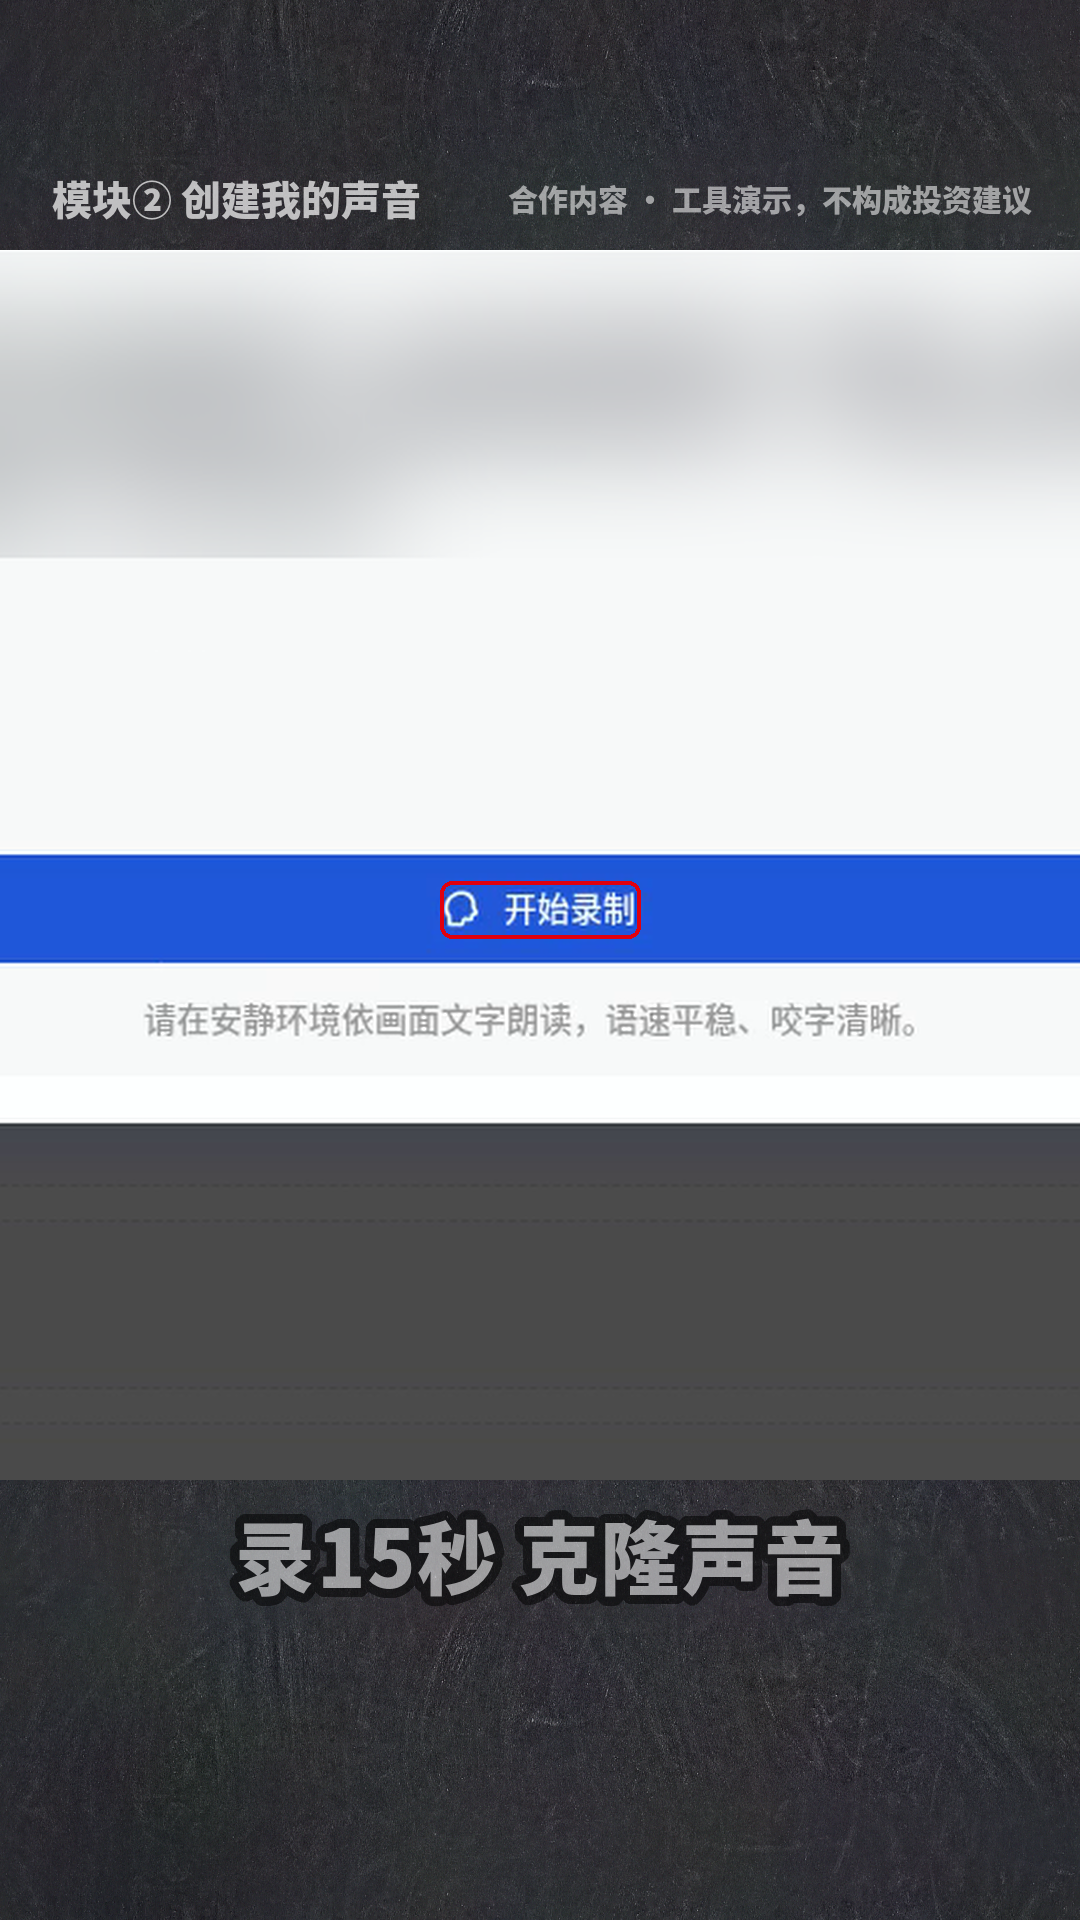 模块② 创建我的声音
合作内容 · 工具演示，不构成投资建议
开始录制
请在安静环境依画面文字朗读，语速平稳、咬字清晰。
录15秒 克隆声音